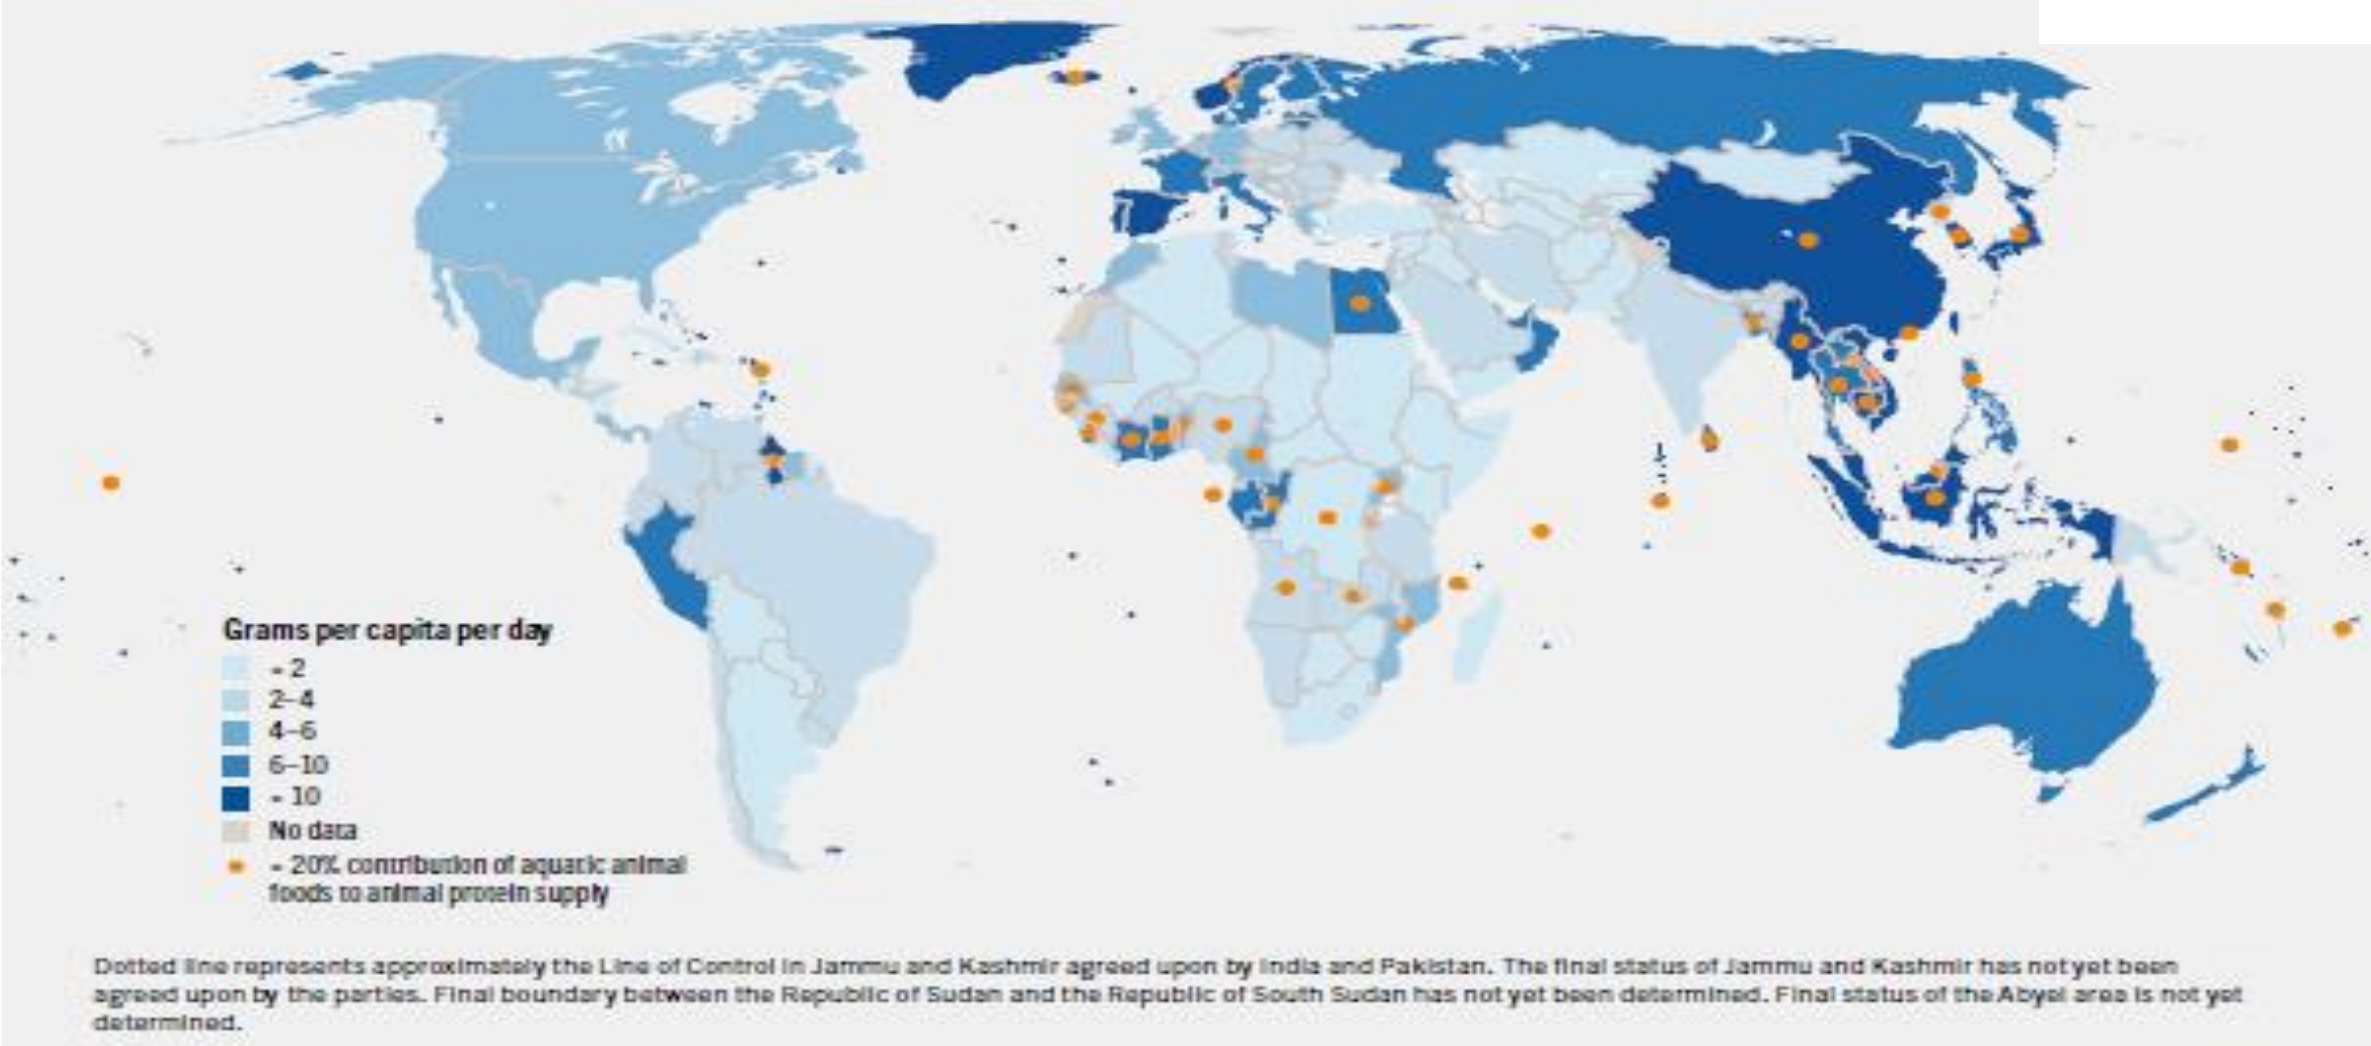 Grams per capita per day
- 2
2–4
4–6
6–10
- 10
No data
- 20% contribution of aquatic animal
foods to animal protein supply
Dotted line represents approximately the Line of Control in Jammu and Kashmir agreed upon by India and Pakistan. The final status of Jammu and Kashmir has not yet been
agreed upon by the parties. Final boundary between the Republic of Sudan and the Republic of South Sudan has not yet been determined. Final status of the Abyei area is not yet
determined.